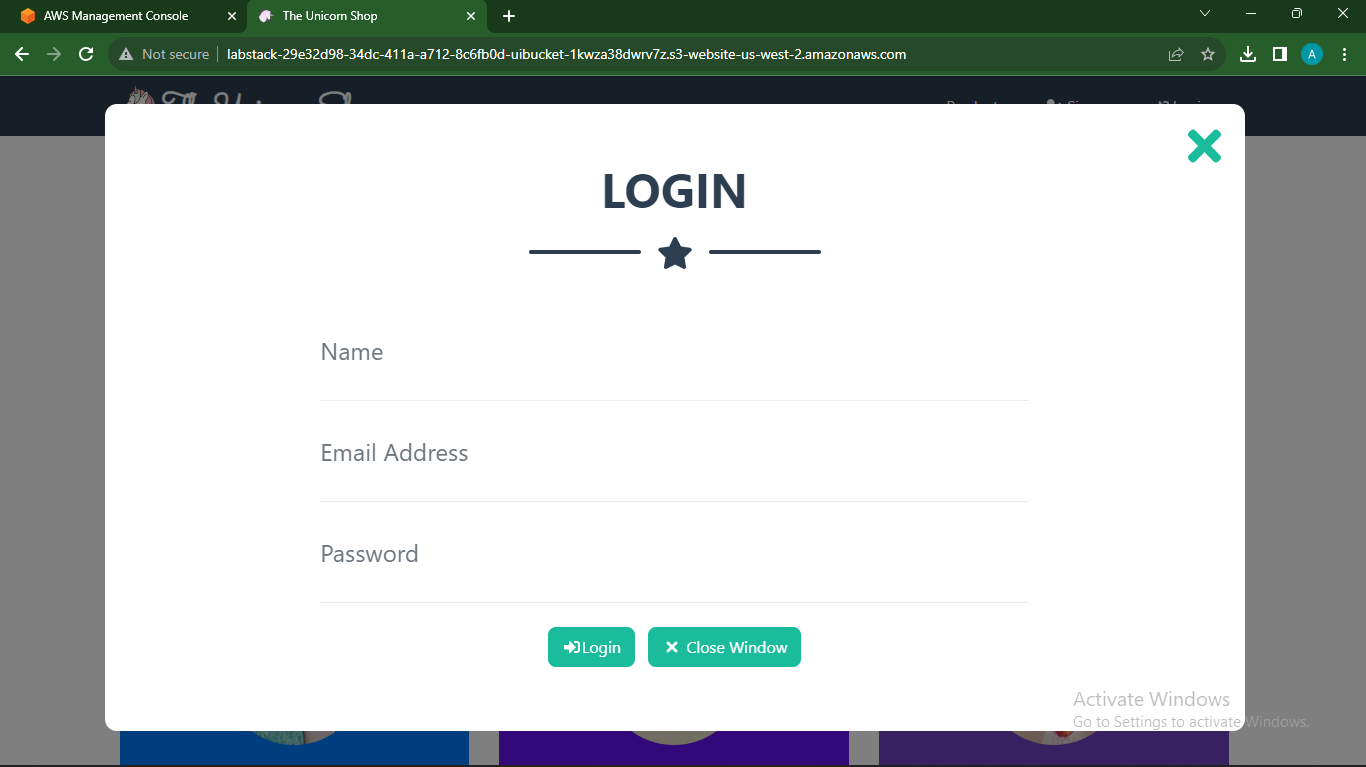 AWS Management Console
The Unicorn Shop
Not secure
labstack-29e32d98-34dc-411a-a712-8c6fb0d-uibucket-1kwza38dwrv7z.s3-website-us-west-2.amazonaws.com
A
LOGIN
Name
Email Address
Password
Login
Close Window
Activate Windows
Go to Settings to activate Windows.